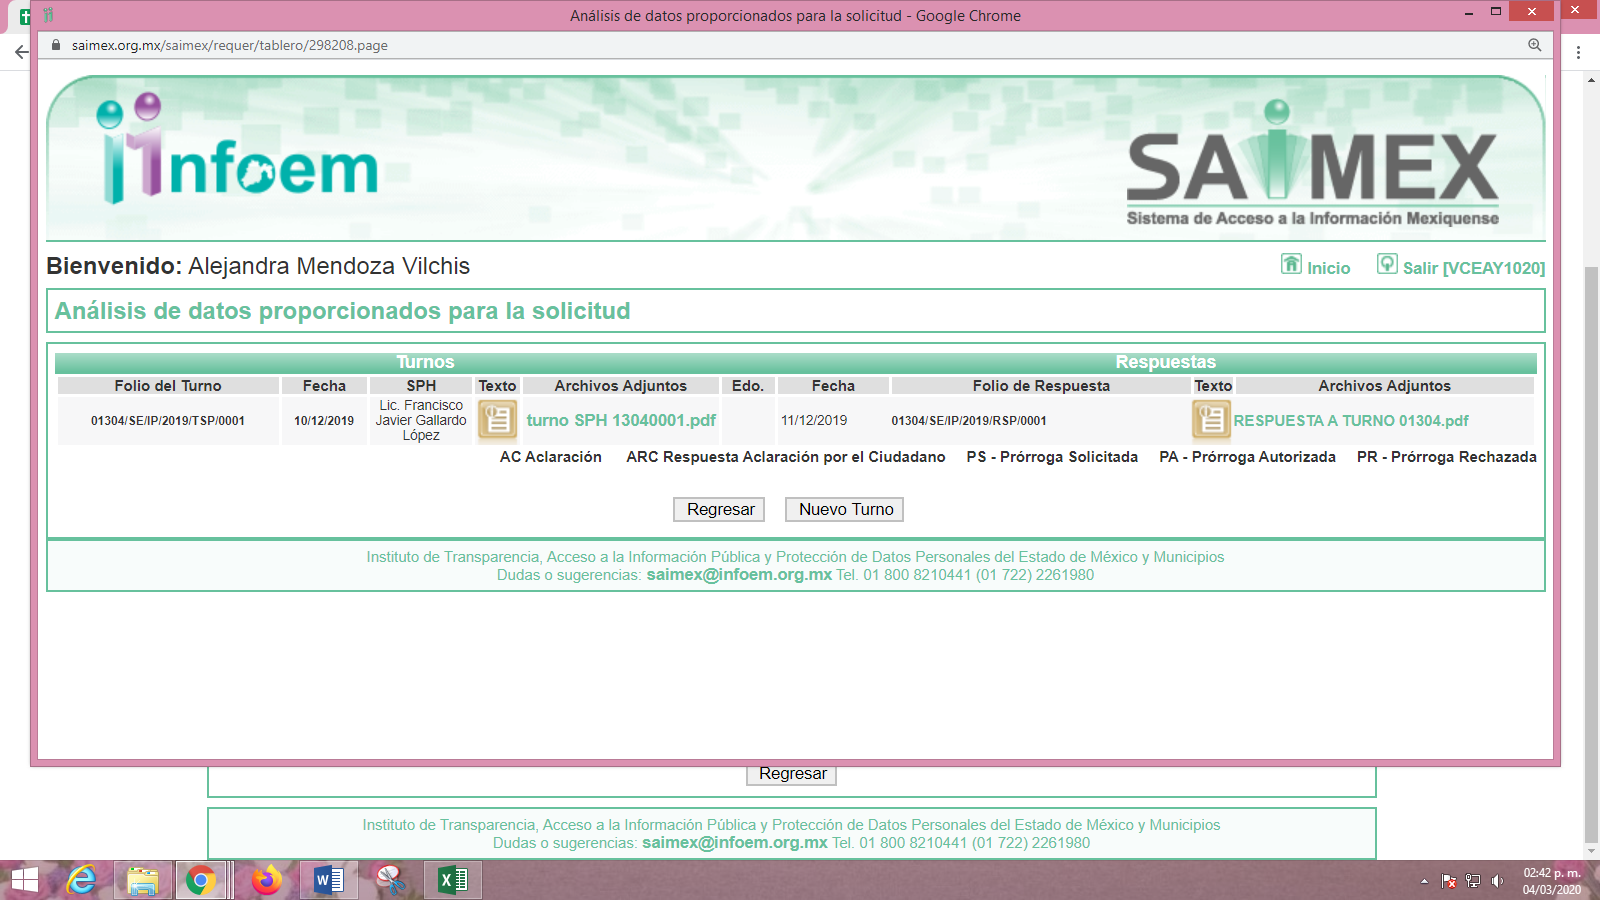 Análisis de datos proporcionados para la solicitud - Google Chrome
saimex.org.mx/saimex/requer/tablero/298208.page
infoem
SAIMEX
Sistema de Acceso a la Información Mexiquense
Bienvenido: Alejandra Mendoza Vilchis
Inicio Salir [VCEAY1020]
Análisis de datos proporcionados para la solicitud
Turnos Respuestas
Folio del Turno Fecha SPH Texto Archivos Adjuntos Edo. Fecha Folio de Respuesta Texto Archivos Adjuntos
01304/SE/IP/2019/TSP/0001 10/12/2019 Lic. Francisco
Javier Gallardo
López
turno SPH 13040001.pdf 11/12/2019 01304/SE/IP/2019/RSP/0001 RESPUESTA A TURNO 01304.pdf
AC Aclaración ARC Respuesta Aclaración por el Ciudadano PS - Prórroga Solicitada PA - Prórroga Autorizada PR - Prórroga Rechazada
Regresar Nuevo Turno
Instituto de Transparencia, Acceso a la Información Pública y Protección de Datos Personales del Estado de México y Municipios
Dudas o sugerencias: saimex@infoem.org.mx Tel. 01 800 8210441 (01 722) 2261980
Regresar
Instituto de Transparencia, Acceso a la Información Pública y Protección de Datos Personales del Estado de México y Municipios
Dudas o sugerencias: saimex@infoem.org.mx Tel. 01 800 8210441 (01 722) 2261980
02:42 p. m.
04/03/2020